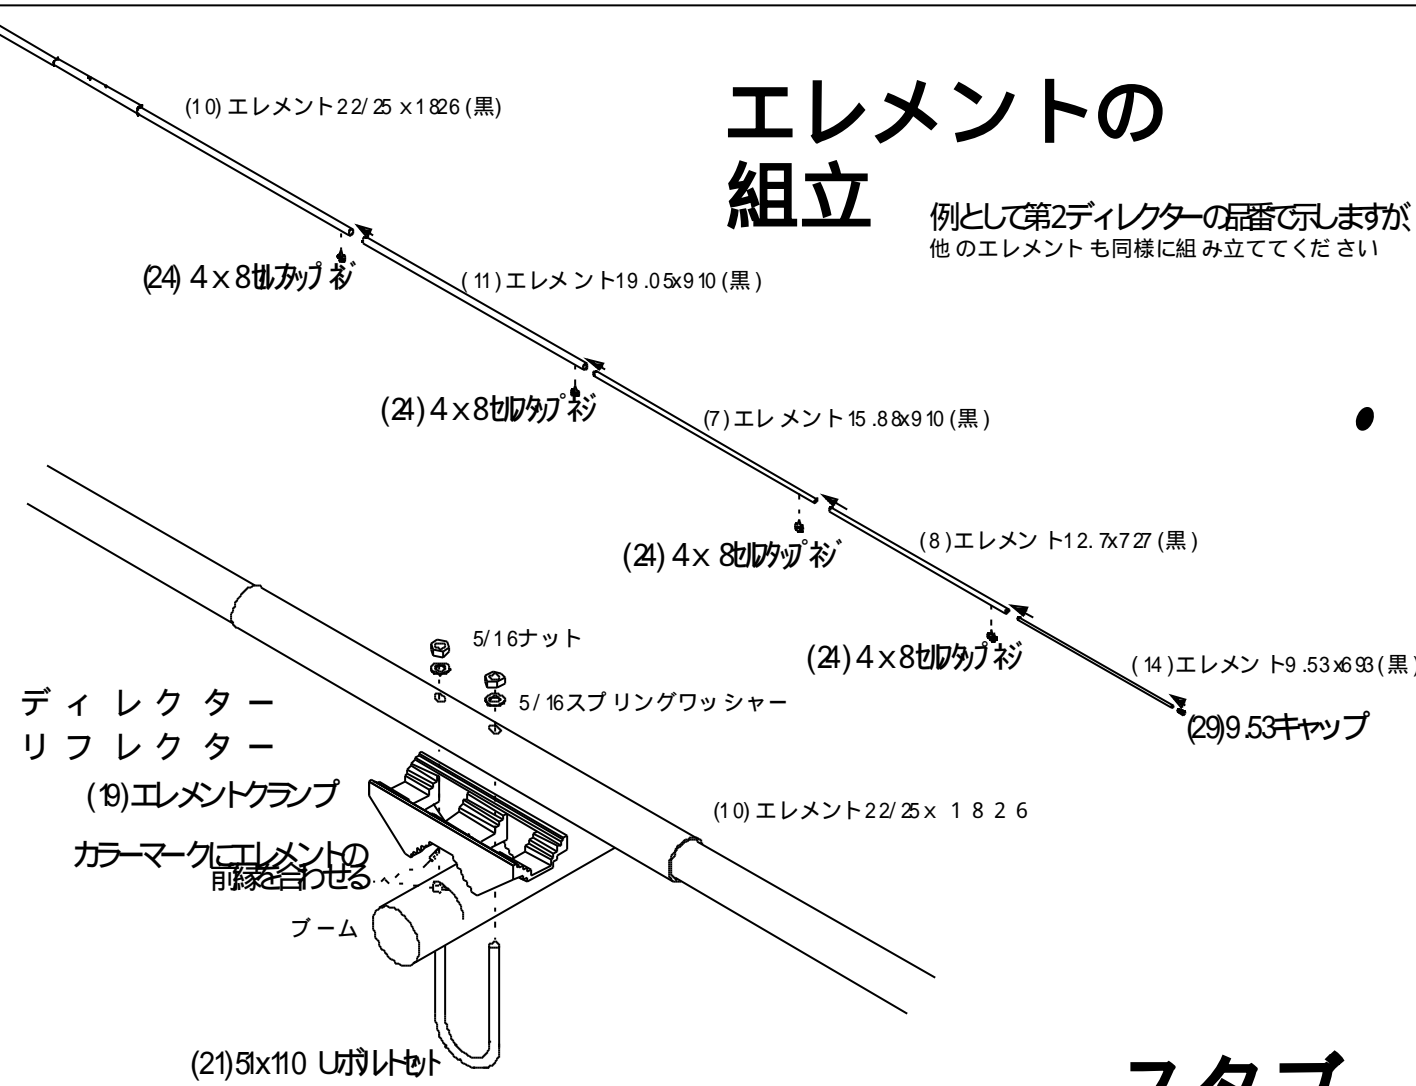 エレメントの
組立
例として第2ディレクターの品番で示しますが、
他のエレメントも同様に組み立ててください
(10)エレメント22/25x1826(黒)
(24)4x8セルフタップネジ
(11)エレメント19.05x910(黒)
(24)4x8セルフタップネジ
(7)エレメント15.88x910(黒)
(24)4x8セルフタップネジ
(8)エレメント12.7x727(黒)
(24)4x8セルフタップネジ
(14)エレメント9.53x693(黒)
(29)9.53キャップ
5/16ナット
5/16スプリングワッシャー
ディレクター
リフレクター
(19)エレメントクランプ
(10)エレメント22/25x1826
カラーマークにエレメントの
前縁を合わせる
ブーム
(21)51x110 Uボルトセット
スタブ